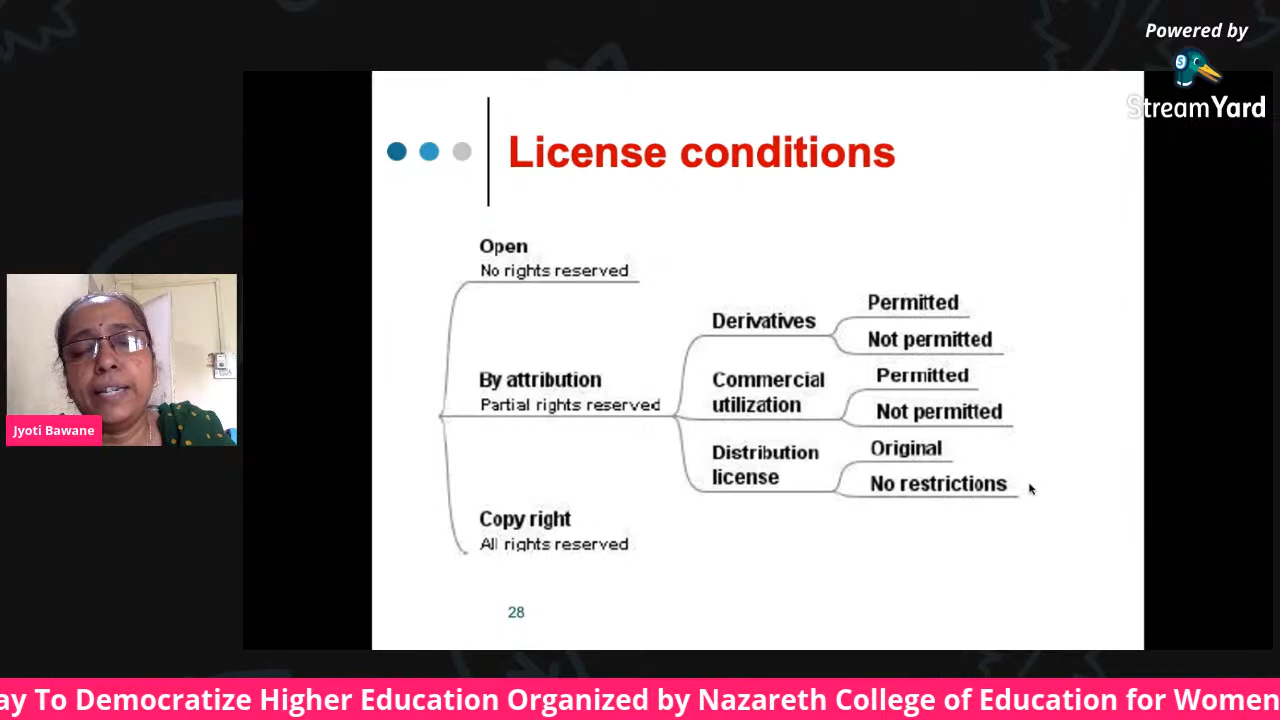 Powered by
StreamYard
License conditions
Open
No rights reserved
By attribution
Partial rights reserved
Copy right
All rights reserved
Derivatives
Permitted
Not permitted
Commercial
utilization
Permitted
Not permitted
Distribution
license
Original
No restrictions
28
Jyoti Bawane
ay To Democratize Higher Education Organized by Nazareth College of Education for Women